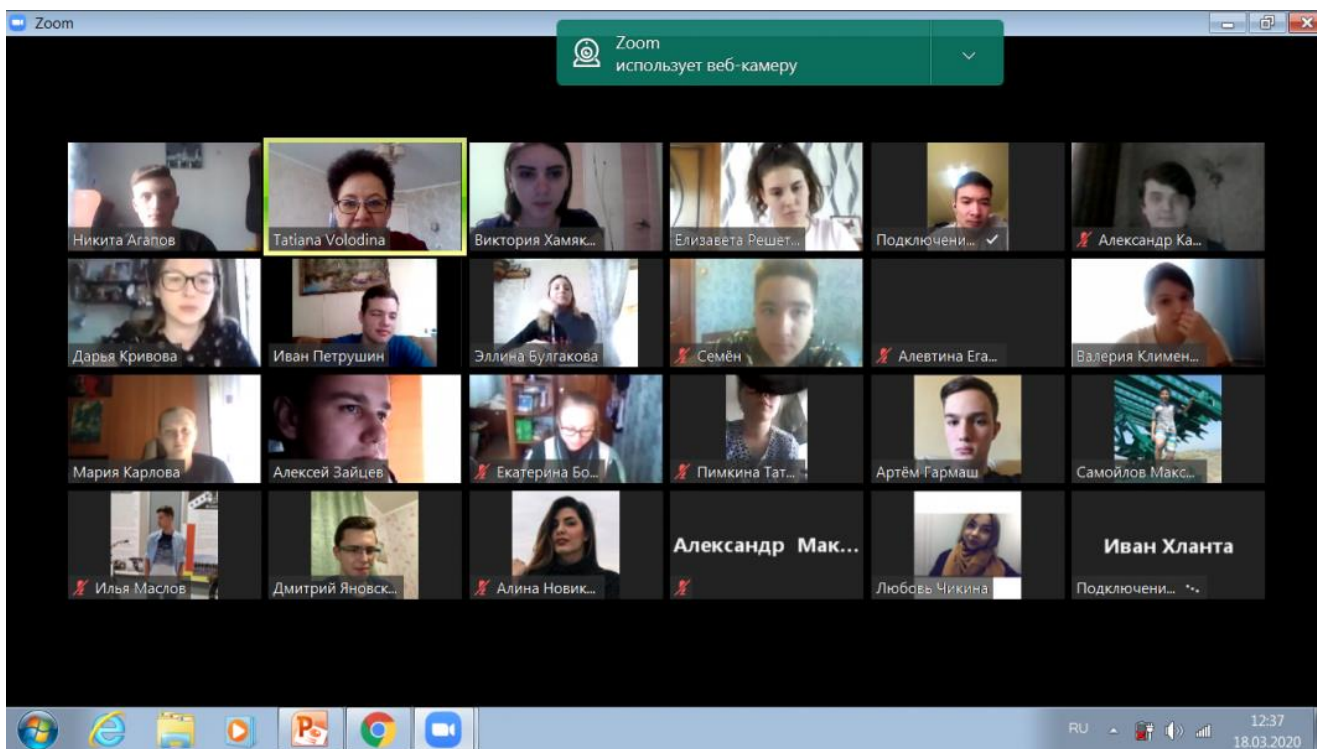 Zoom
Zoom
использует веб-камеру
Никита Агапов
Tatiana Volodina
Виктория Хамяк...
Елизавета Решет...
Подключени...
Александр Ка...
Дарья Кривова
Иван Петрушин
Эллина Булгакова
Семён
Алевтина Ега...
Валерия Климен...
Мария Карлова
Алексей Зайцев
Екатерина Бо...
Пимкина Тат...
Артём Гармаш
Самойлов Макс...
Илья Маслов
Дмитрий Яновск...
Алина Новик...
Александр Мак...
Любовь Чикина
Иван Хланта
Подключени...
RU
12:37
18.03.2020